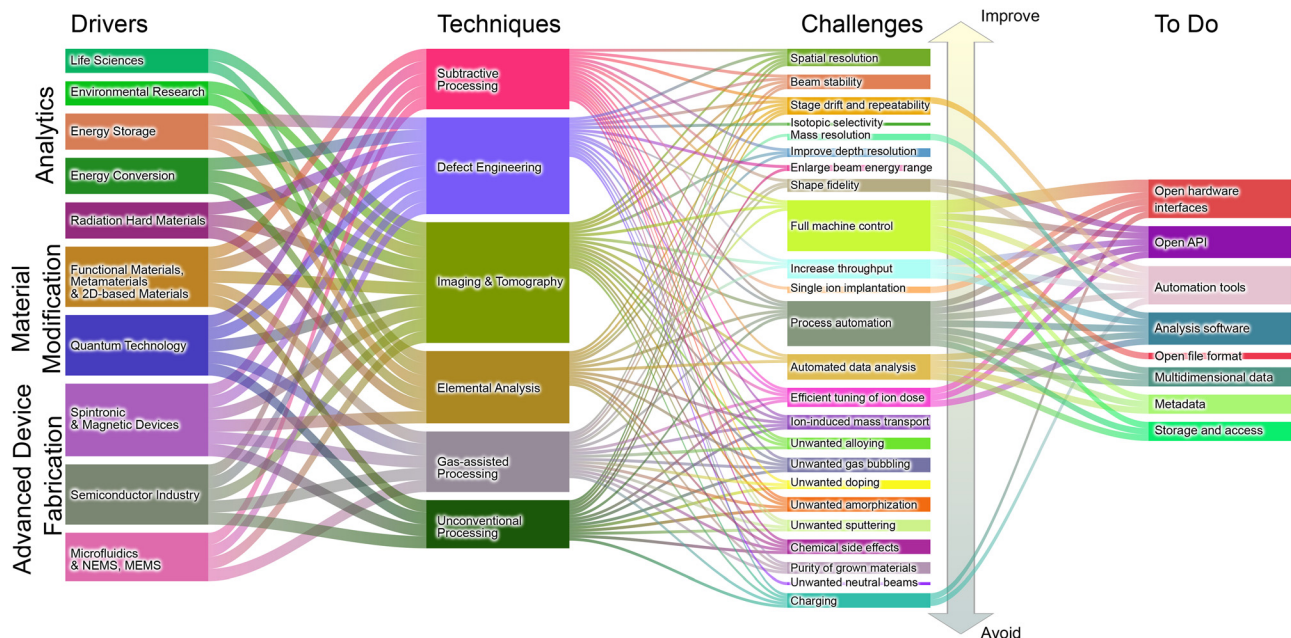 Drivers
Techniques
Challenges
Improve
To Do
Analytics
Material
Modification
Advanced Device
Fabrication
Life Sciences
Environmental Research
Energy Storage
Energy Conversion
Radiation Hard Materials
Functional Materials,
Metamaterials
& 2D-based Materials
Quantum Technology
Spintronic
& Magnetic Devices
Semiconductor Industry
Microfluidics
& NEMS, MEMS
Subtractive
Processing
Defect Engineering
Imaging & Tomography
Elemental Analysis
Gas-assisted
Processing
Unconventional
Processing
Spatial resolution
Beam stability
Stage drift and repeatability
Isotopic selectivity
Mass resolution
Improve depth resolution
Enlarge beam energy range
Shape fidelity
Full machine control
Increase throughput
Single ion implantation
Process automation
Automated data analysis
Efficient tuning of ion dose
Ion-induced mass transport
Unwanted alloying
Unwanted gas bubbling
Unwanted doping
Unwanted amorphization
Unwanted sputtering
Chemical side effects
Purity of grown materials
Unwanted neutral beams
Charging
Avoid
Open hardware
interfaces
Open API
Automation tools
Analysis software
Open file format
Multidimensional data
Metadata
Storage and access